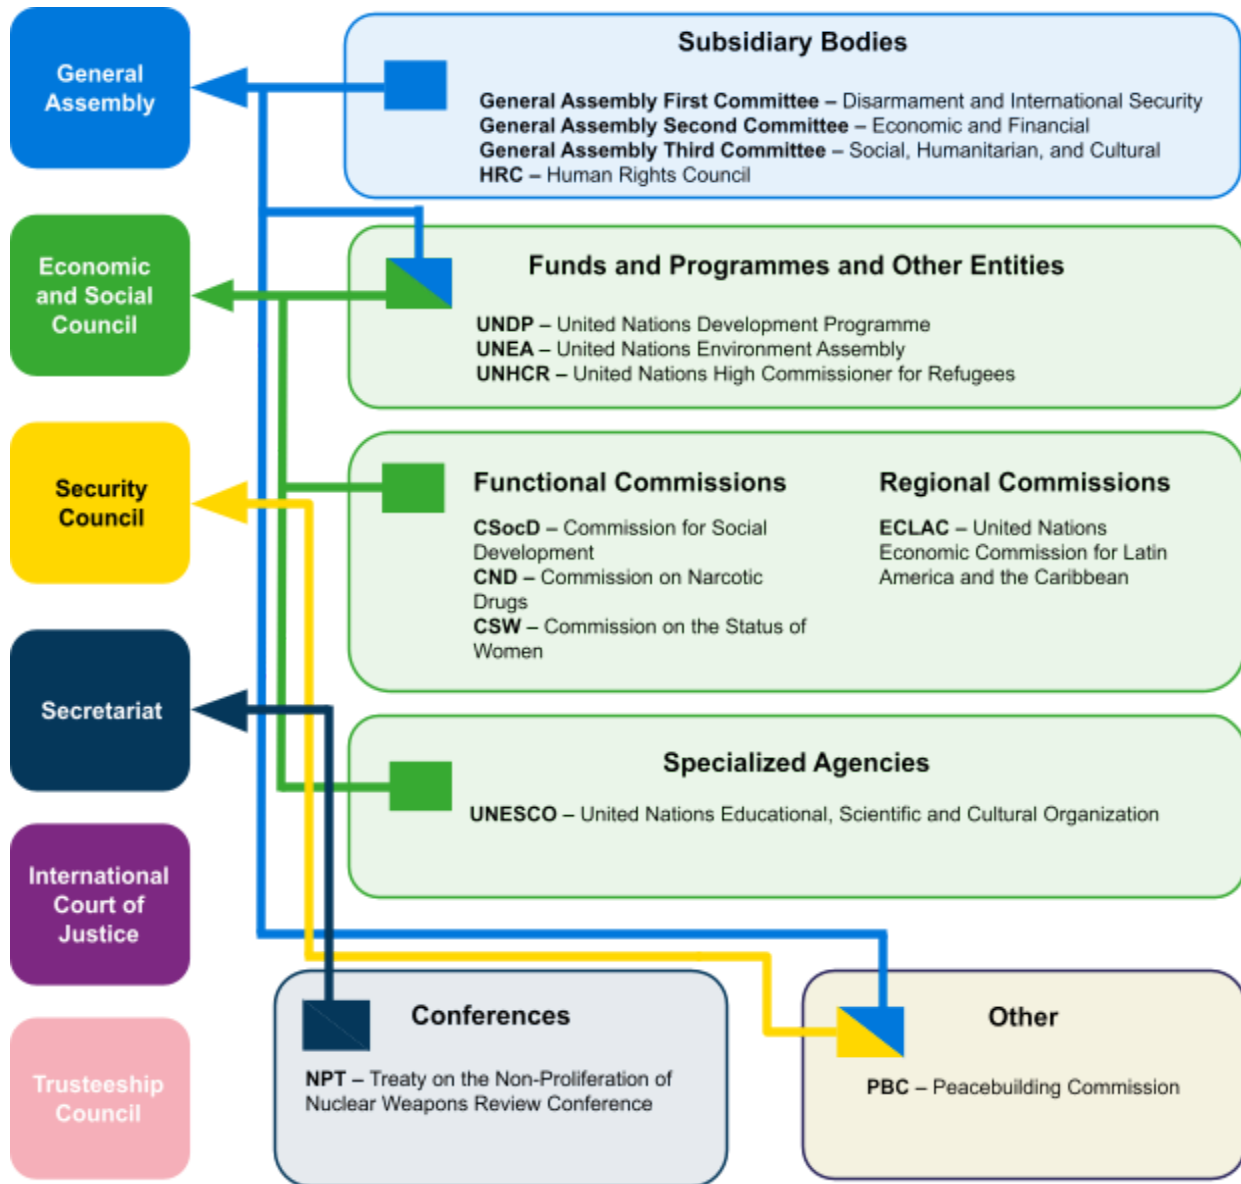 General
Assembly
Subsidiary Bodies
General Assembly First Committee – Disarmament and International Security
General Assembly Second Committee – Economic and Financial
General Assembly Third Committee – Social, Humanitarian, and Cultural
HRC – Human Rights Council
Economic
and Social
Council
Funds and Programmes and Other Entities
UNDP – United Nations Development Programme
UNEA – United Nations Environment Assembly
UNHCR – United Nations High Commissioner for Refugees
Security
Council
Functional Commissions
CSocD – Commission for Social
Development
CND – Commission on Narcotic
Drugs
CSW – Commission on the Status of
Women
Regional Commissions
ECLAC – United Nations
Economic Commission for Latin
America and the Caribbean
Secretariat
Specialized Agencies
UNESCO – United Nations Educational, Scientific and Cultural Organization
International
Court of
Justice
Conferences
NPT – Treaty on the Non-Proliferation of
Nuclear Weapons Review Conference
Other
PBC – Peacebuilding Commission
Trusteeship
Council